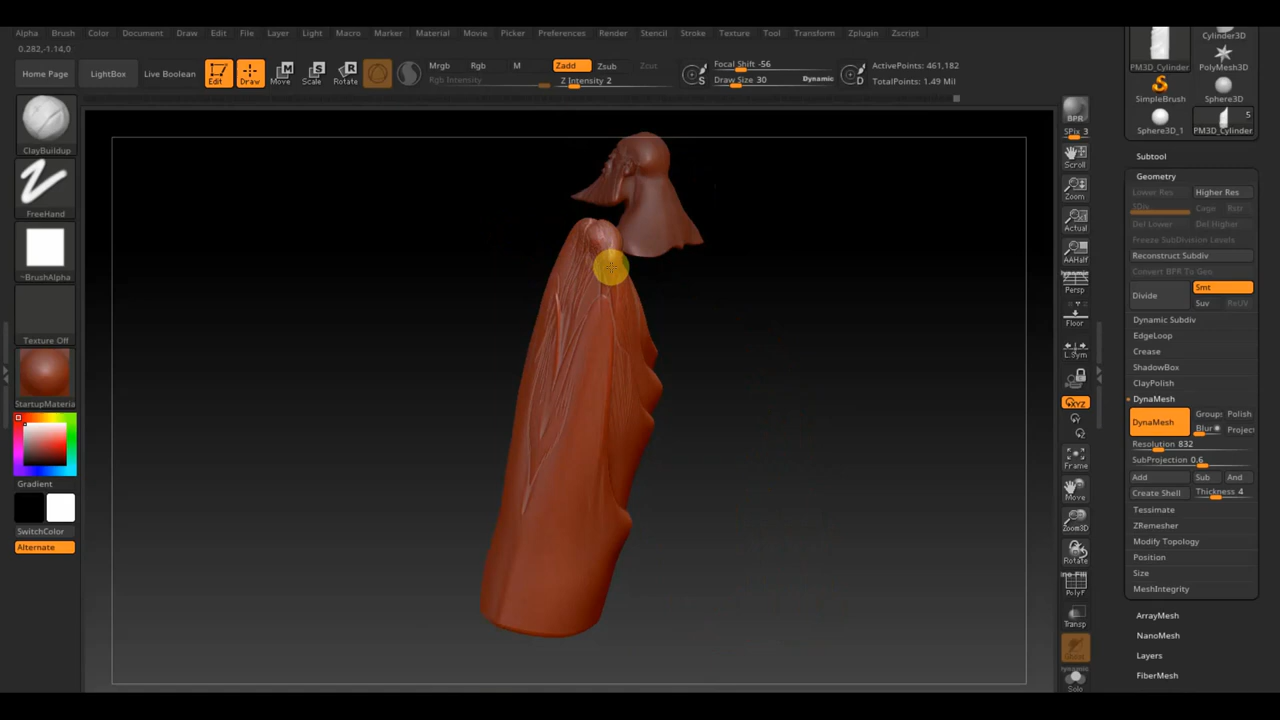 Alpha Brush Color Document Draw Edit File Layer Light Macro Marker Material Movie Picker Preferences Render Stencil Stroke Texture Tool Transform Zplugin Zscript
0.282,-1.14,0
Home Page
LightBox
Live Boolean
Edit
Draw
Move
Scale
Rotate
Mrgb Rgb M
Rgb Intensity
Zadd Zsub Zcut
Z Intensity 2
Focal Shift -56
Draw Size 30 Dynamic
ActivePoints: 461,182
TotalPoints: 1.49 Mil
ClayBuildup
FreeHand
~BrushAlpha
Texture Off
StartupMateria
Gradient
SwitchColor
Alternate
BPR
SPix 3
Scroll
Zoom
Actual
AAHalf
Persp
Floor
L.Sym
XYZ
Frame
Move
Zoom3D
Rotate
PolyF
Transp
Solo
Cylinder3D
PM3D_Cylinder PolyMesh3D
SimpleBrush Sphere3D
5
Sphere3D_1 PM3D_Cylinder
Subtool
Geometry
Lower Res Higher Res
SDiv Cage Rstr
Del Lower Del Higher
Freeze SubDivision Levels
Reconstruct Subdiv
Convert BPR To Geo
Divide
Smt
Suv ReUV
Dynamic Subdiv
EdgeLoop
Crease
ShadowBox
ClayPolish
DynaMesh
DynaMesh
Groups Polish
Blur Project
Resolution 832
SubProjection 0.6
Add Sub And
Create Shell Thickness 4
Tessimate
ZRemesher
Modify Topology
Position
Size
MeshIntegrity
ArrayMesh
NanoMesh
Layers
FiberMesh